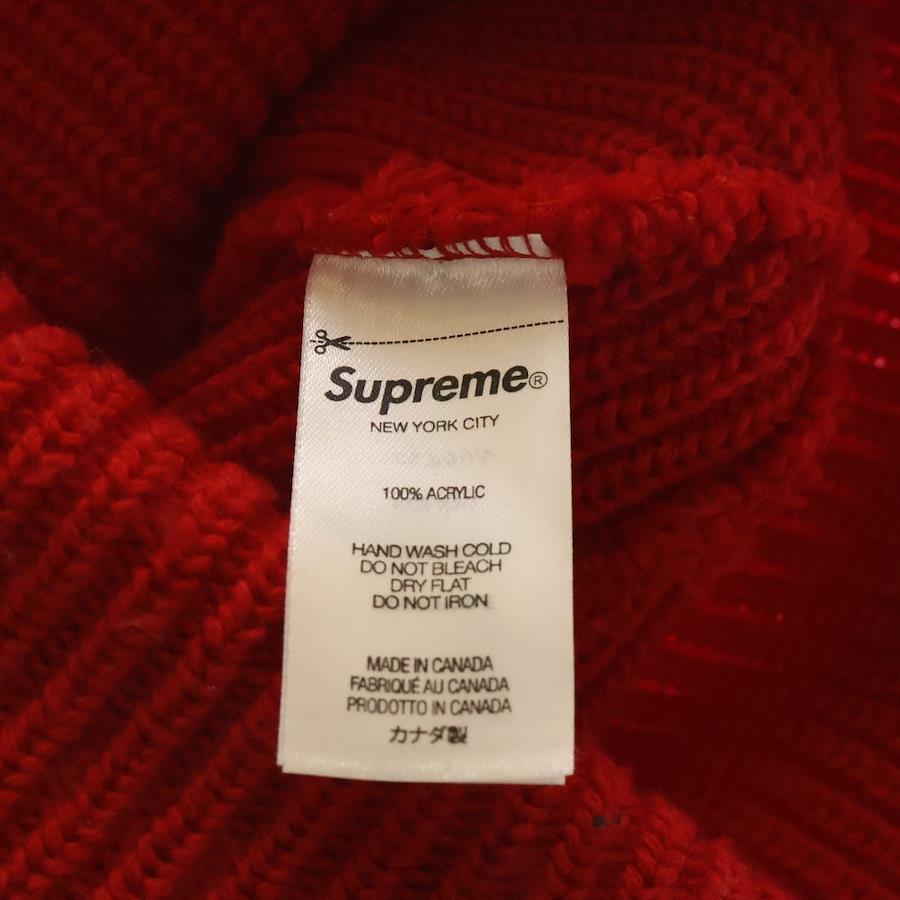 Supreme®
NEW YORK CITY
100% ACRYLIC
HAND WASH COLD
DO NOT BLEACH
DRY FLAT
DO NOT IRON
MADE IN CANADA
FABRIQUÉ AU CANADA
PRODOTTO IN CANADA
カナダ製